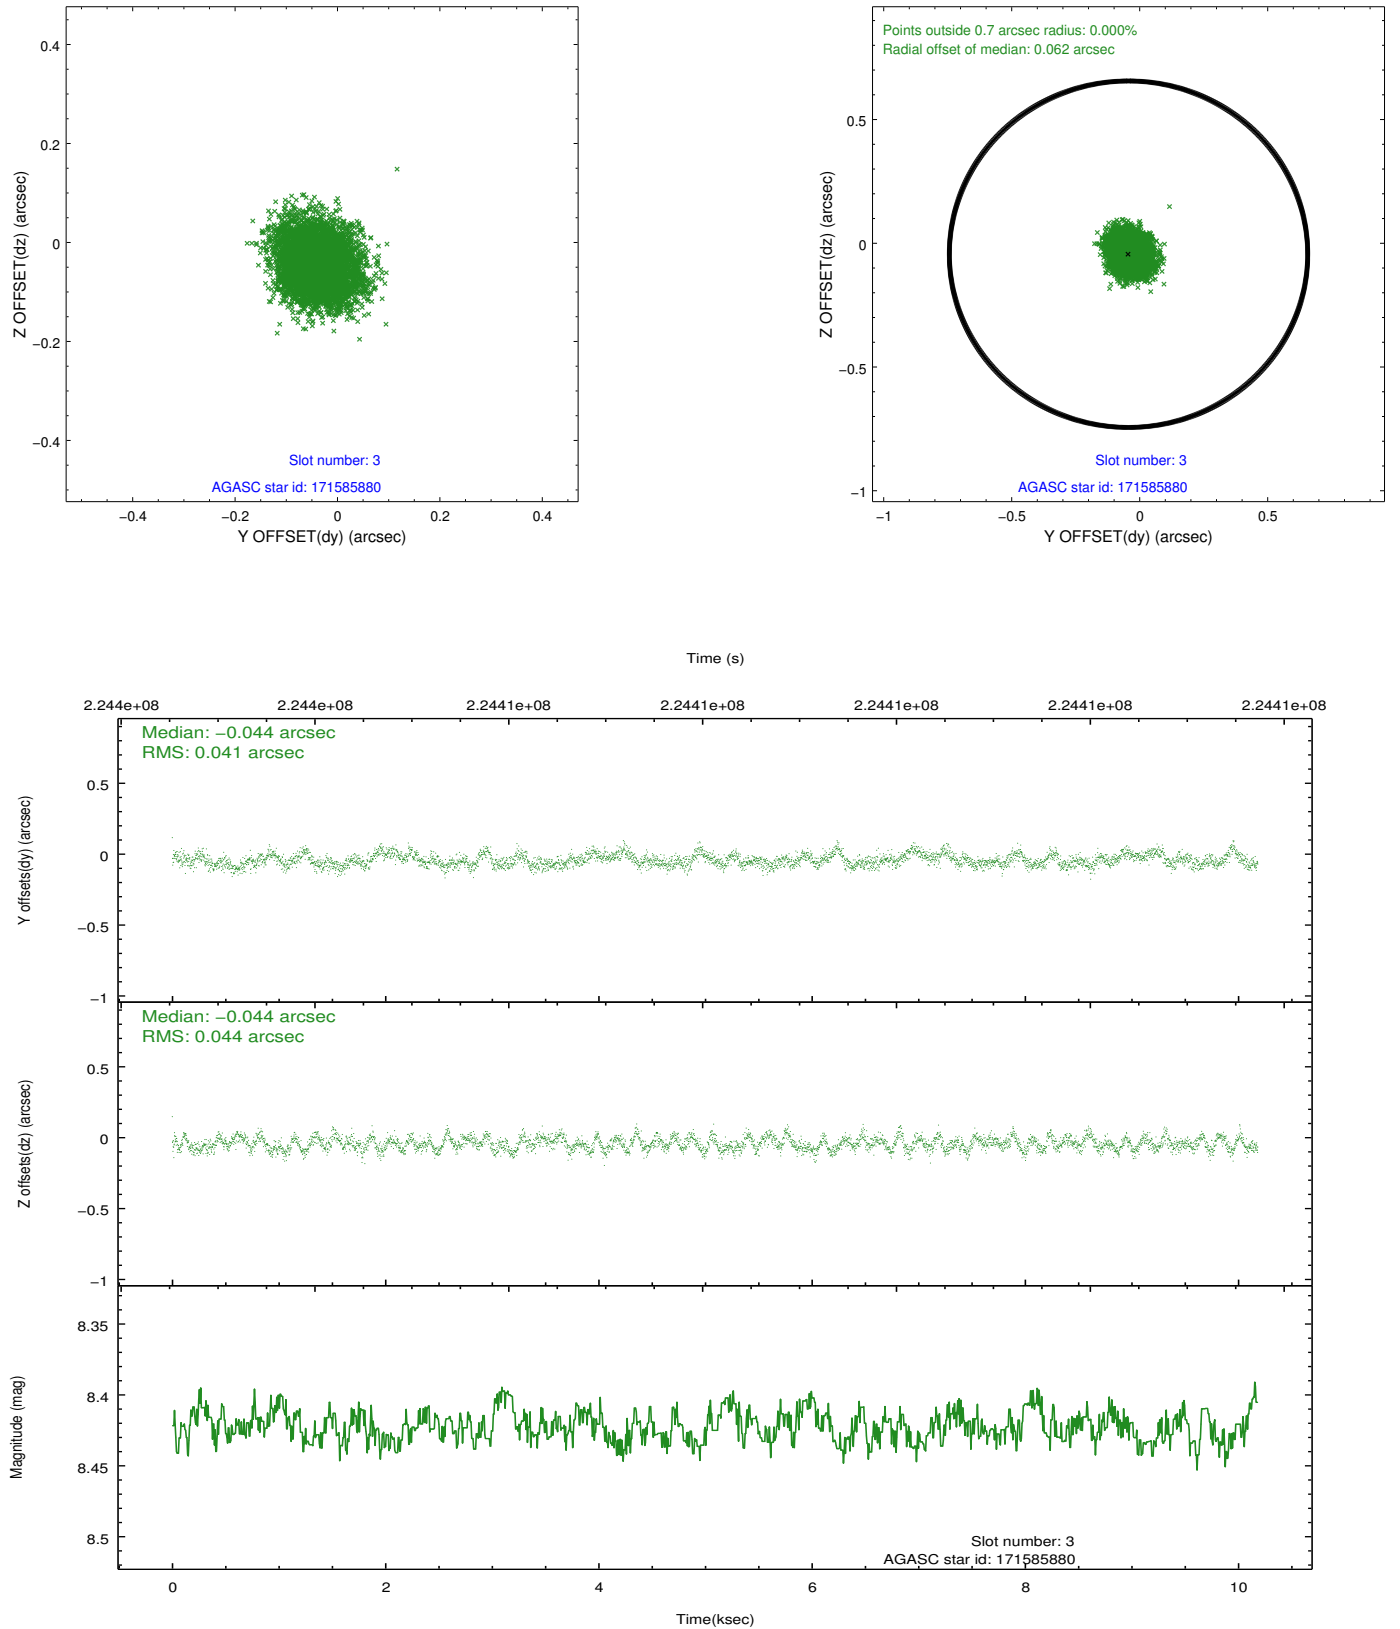 0.4
0.2
0
−0.2
−0.4
Z OFFSET(dz) (arcsec)
Slot number: 3
AGASC star id: 171585880
−0.4 −0.2 0 0.2 0.4
Y OFFSET(dy) (arcsec)
Points outside 0.7 arcsec radius: 0.000%
Radial offset of median: 0.062 arcsec
0.5
0
−0.5
−1
Z OFFSET(dz) (arcsec)
Slot number: 3
AGASC star id: 171585880
−1 −0.5 0 0.5
Y OFFSET(dy) (arcsec)
Time (s)
2.244e+08 2.244e+08 2.2441e+08 2.2441e+08 2.2441e+08 2.2441e+08 2.2441e+08
Median: −0.044 arcsec
RMS: 0.041 arcsec
0.5
0
−0.5
−1
Y offsets(dy) (arcsec)
Median: −0.044 arcsec
RMS: 0.044 arcsec
0.5
0
−0.5
−1
Z offsets(dz) (arcsec)
8.35
8.4
8.45
8.5
Magnitude (mag)
Slot number: 3
AGASC star id: 171585880
0 2 4 6 8 10
Time(ksec)